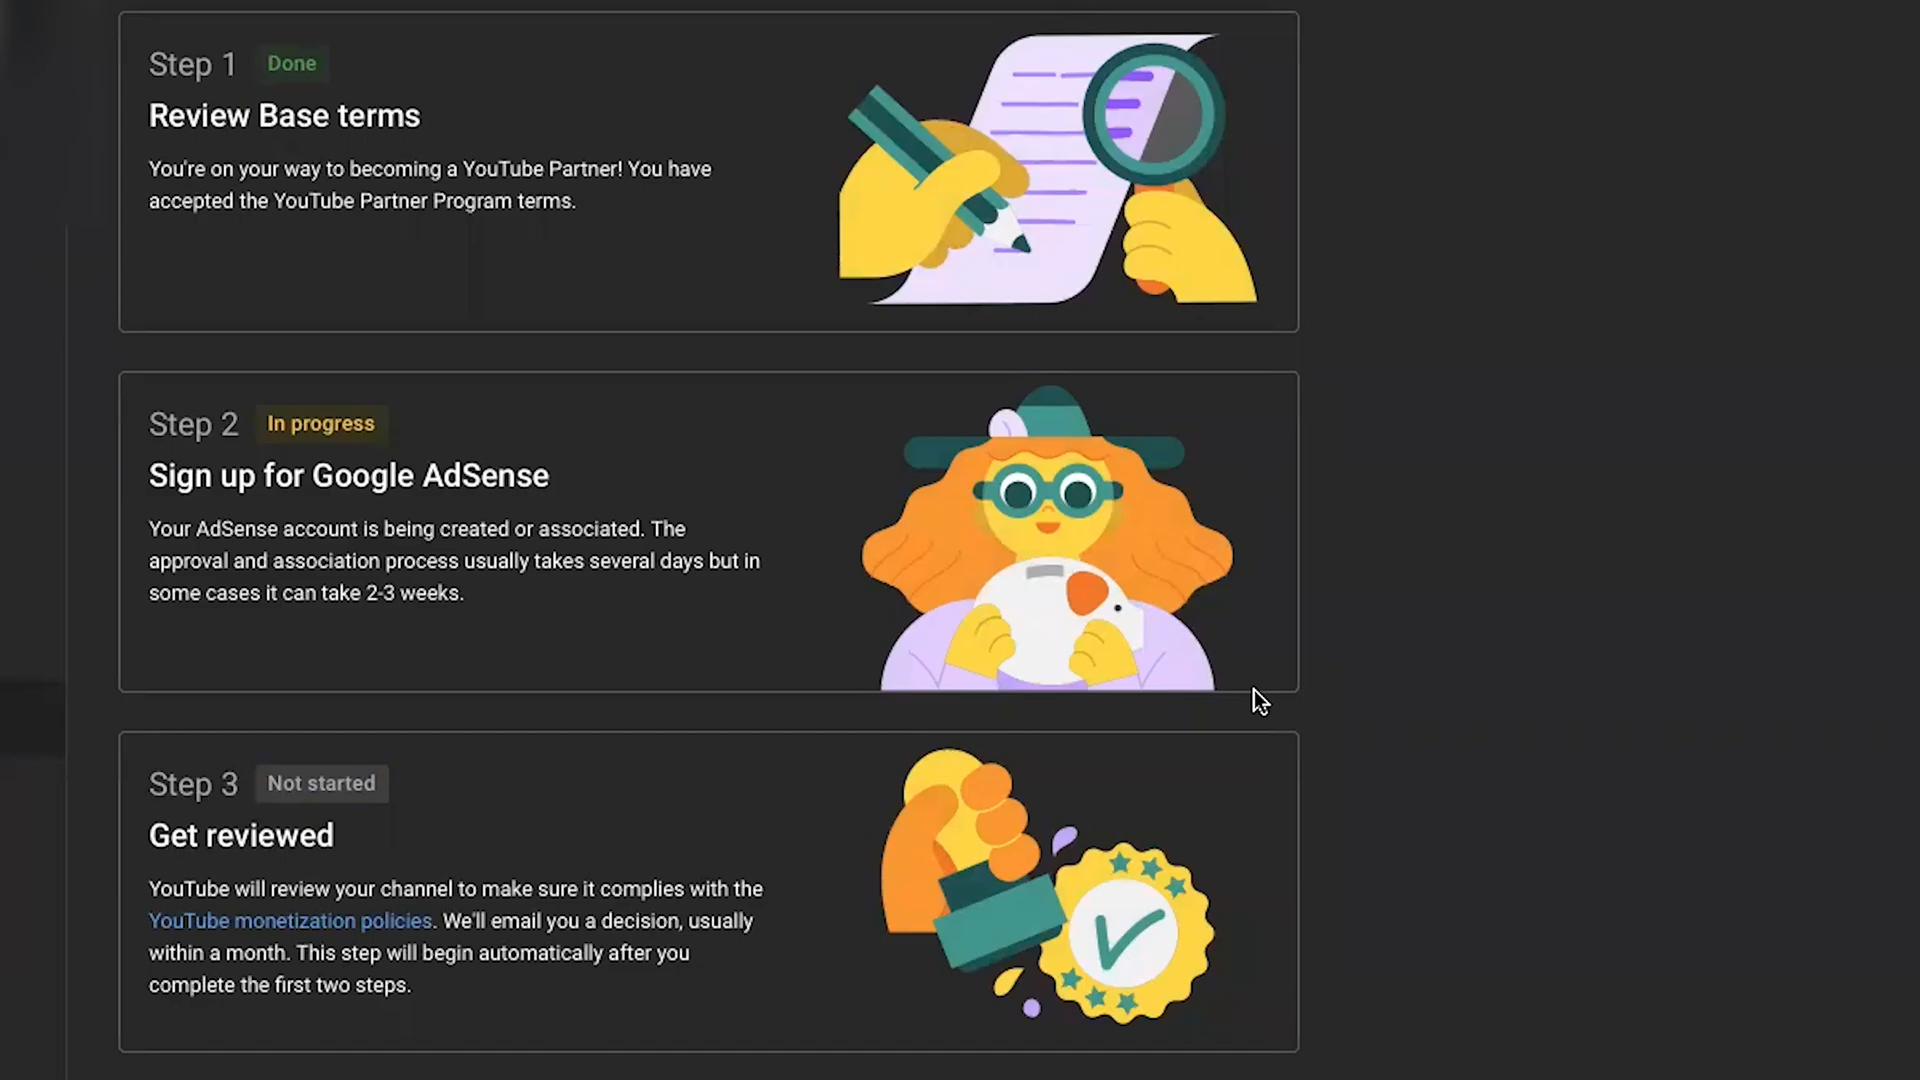 Step 1 Done
Review Base terms
You're on your way to becoming a YouTube Partner! You have
accepted the YouTube Partner Program terms.
Step 2 In progress
Sign up for Google AdSense
Your AdSense account is being created or associated. The
approval and association process usually takes several days but in
some cases it can take 2-3 weeks.
Step 3 Not started
Get reviewed
YouTube will review your channel to make sure it complies with the
YouTube monetization policies. We'll email you a decision, usually
within a month. This step will begin automatically after you
complete the first two steps.